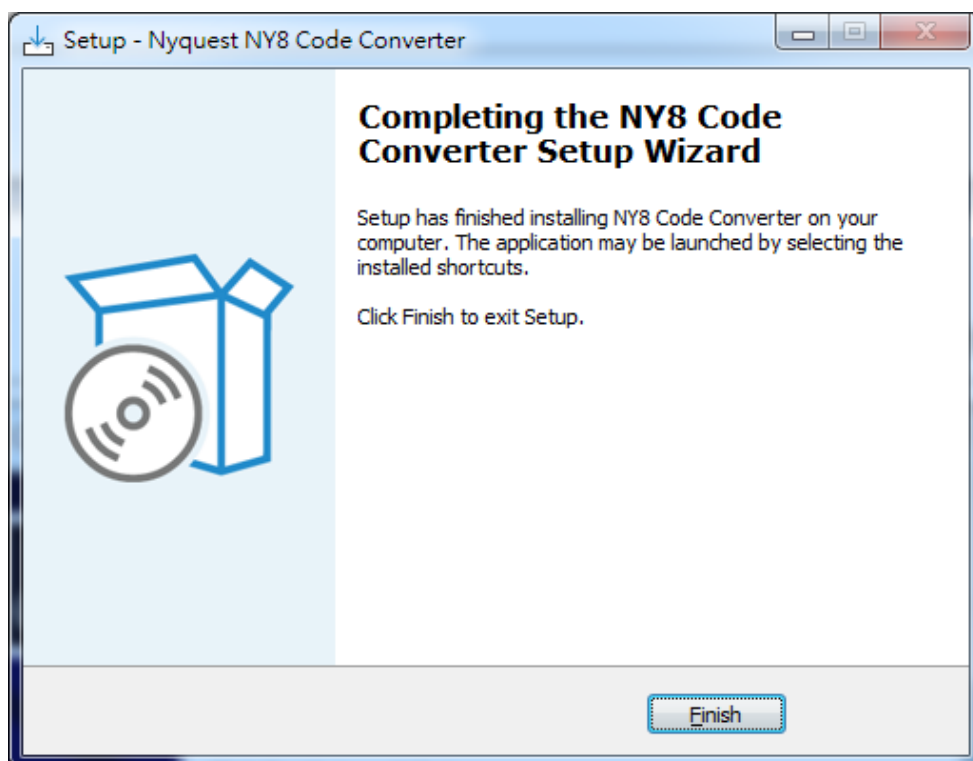 Setup - Nyquest NY8 Code Converter
Completing the NY8 Code
Converter Setup Wizard
Setup has finished installing NY8 Code Converter on your
computer. The application may be launched by selecting the
installed shortcuts.
Click Finish to exit Setup.
Finish